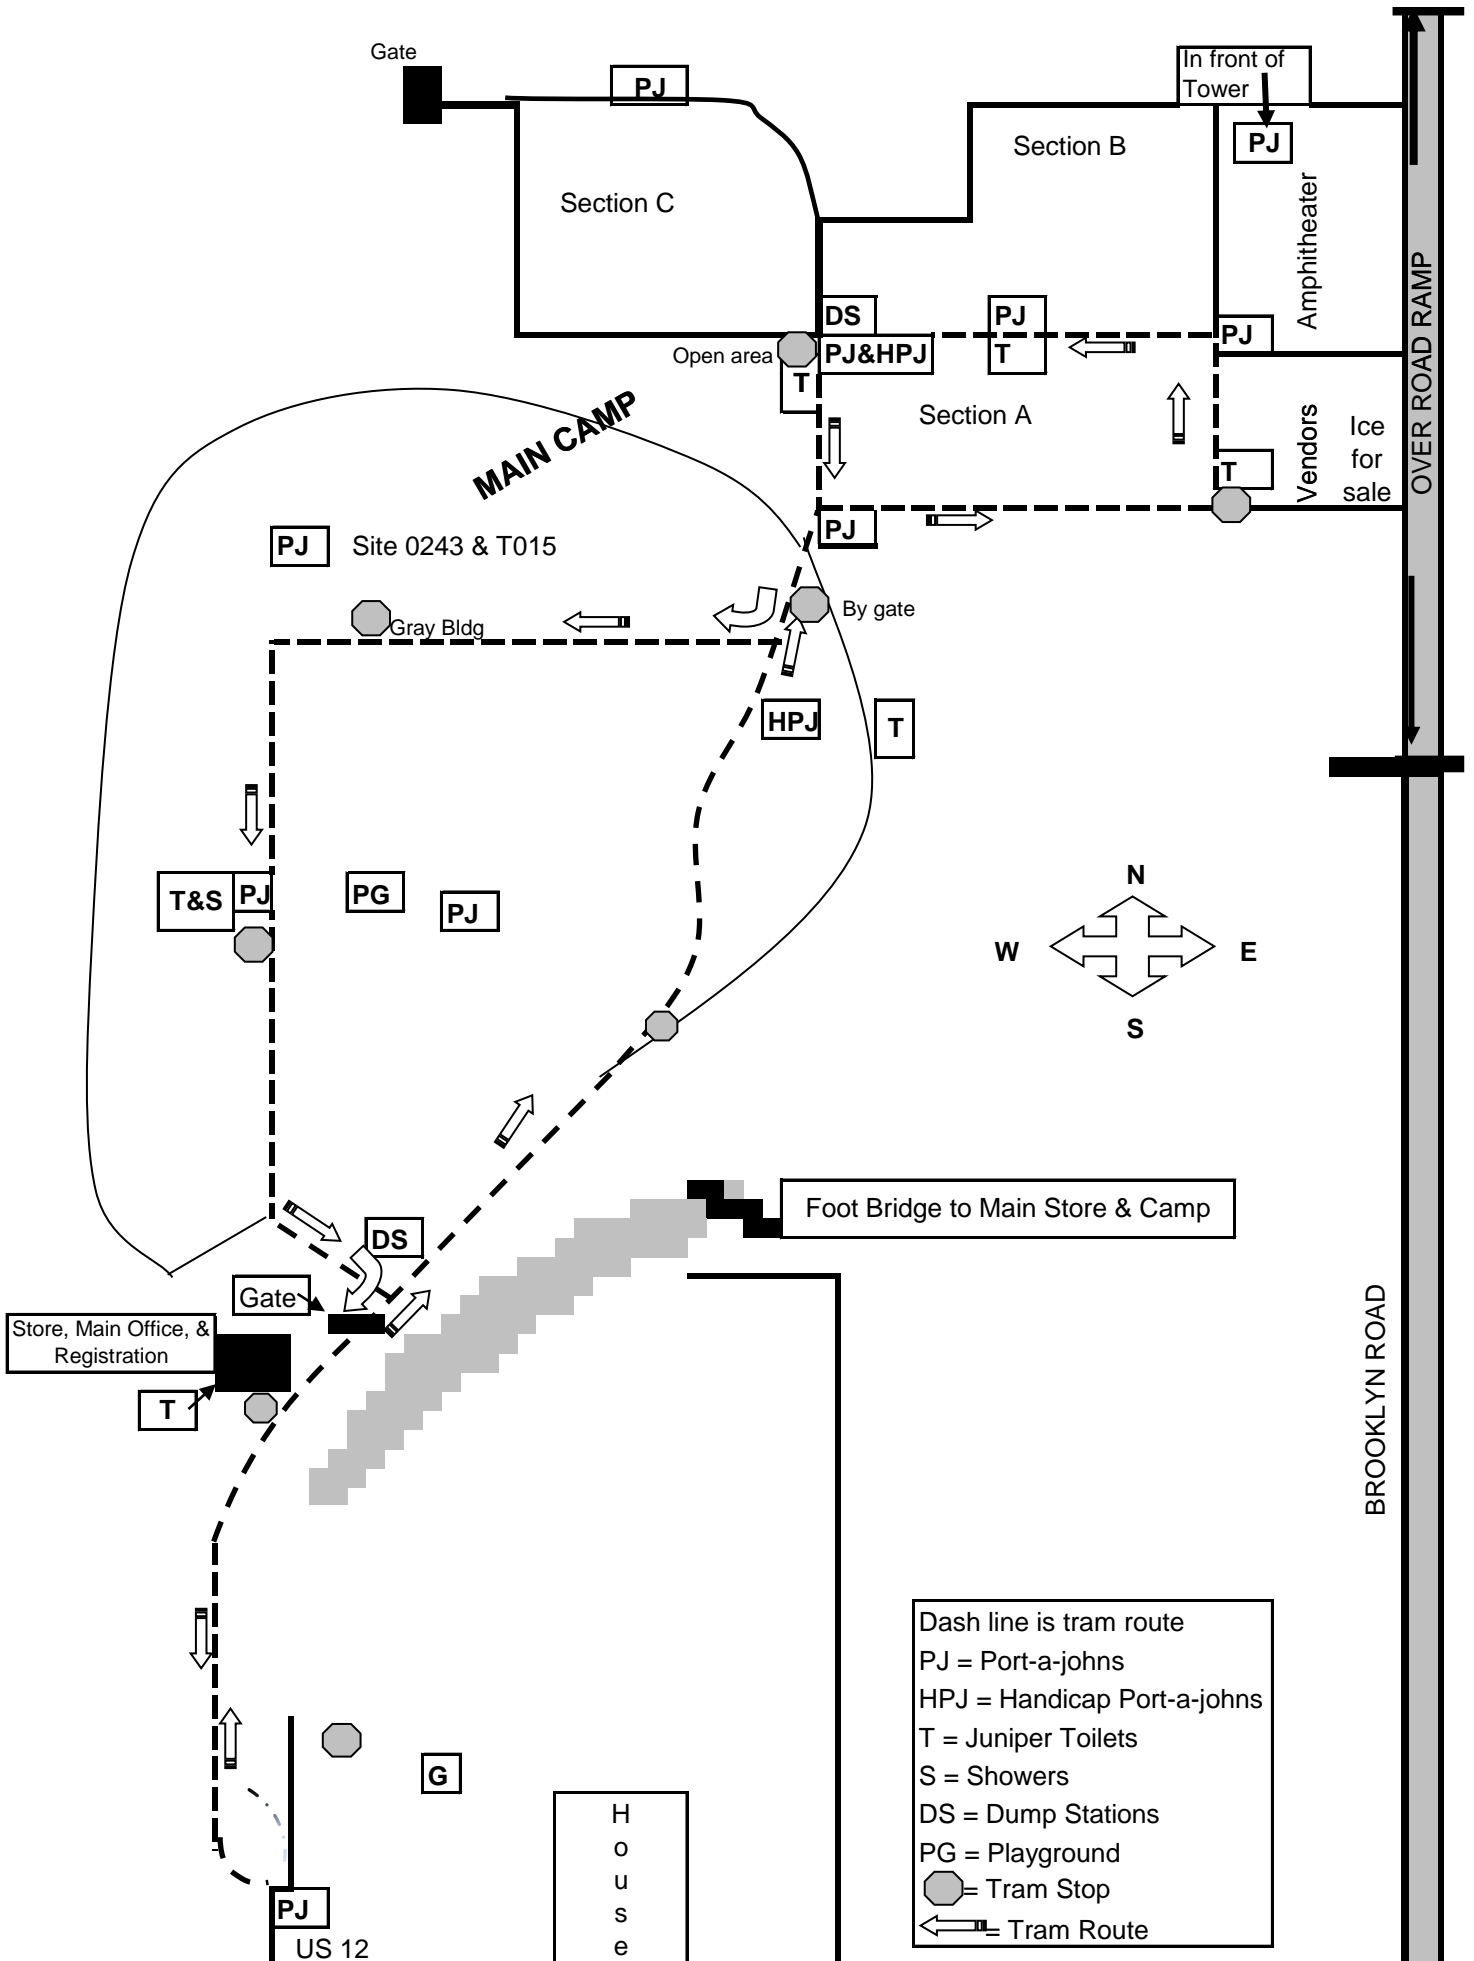 Gate
PJ
In front of
Tower
PJ
Section B
Section C
Amphitheater
OVER ROAD RAMP
DS
PJ
PJ
Open area
PJ&HPJ
T
T
Section A
MAIN CAMP
Vendors
Ice
for
sale
T
PJ
PJ
Site 0243 & T015
By gate
Gray Bldg
HPJ
T
T&S
PJ
PG
PJ
N
W
E
S
Foot Bridge to Main Store & Camp
DS
Gate
Store, Main Office, &
Registration
T
BROOKLYN ROAD
Dash line is tram route
PJ = Port-a-johns
HPJ = Handicap Port-a-johns
T = Juniper Toilets
S = Showers
DS = Dump Stations
PG = Playground
= Tram Stop
= Tram Route
G
H
o
u
s
e
PJ
US 12